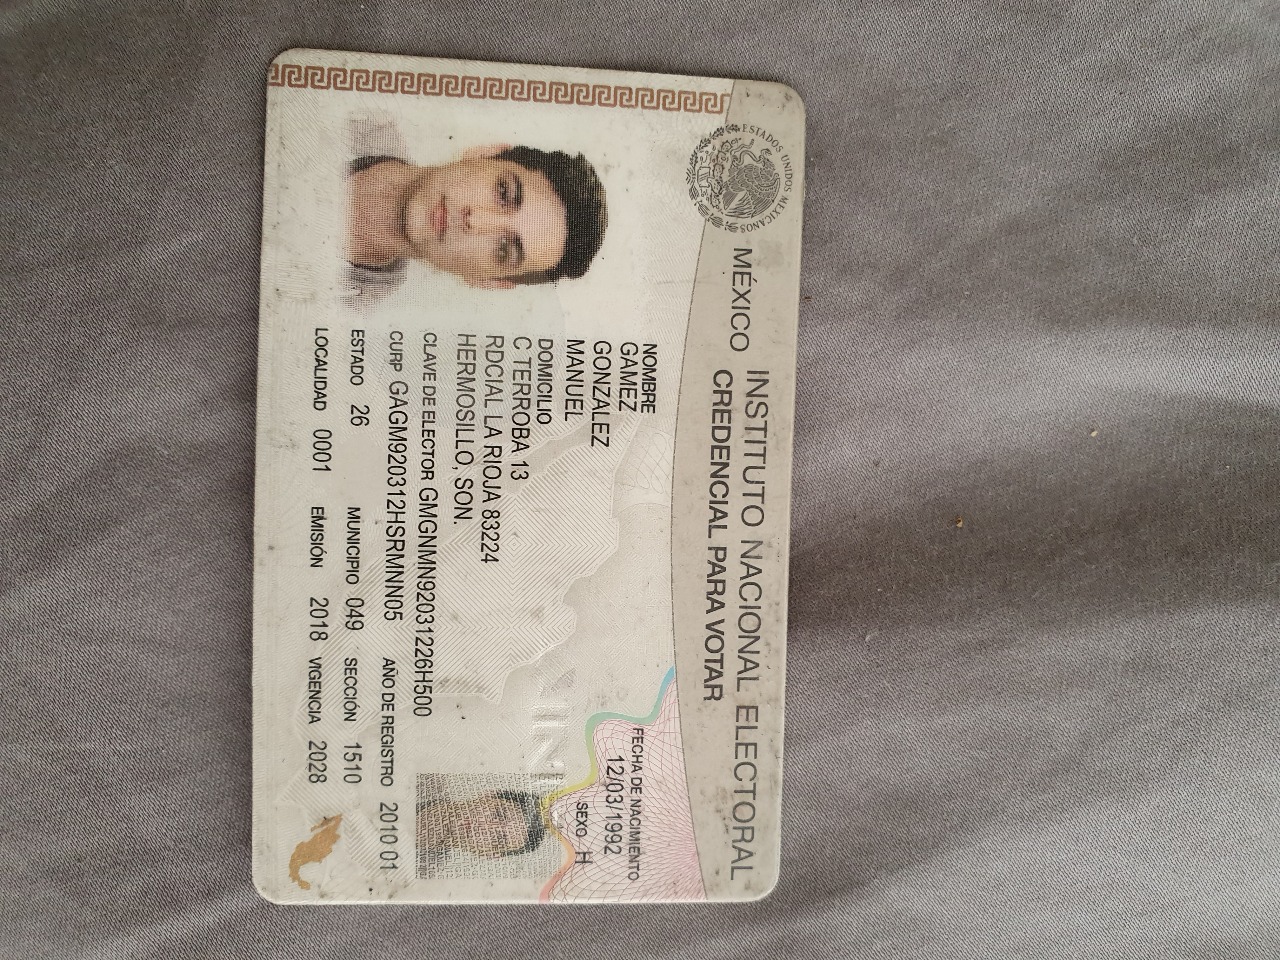 ESTADOS UNIDOS MEXICANOS
MÉXICO INSTITUTO NACIONAL ELECTORAL
CREDENCIAL PARA VOTAR
NOMBRE
GAMEZ
GONZALEZ
MANUEL
FECHA DE NACIMIENTO
12/03/1992
SEXO H
DOMICILIO
C TERROBA 13
RDCIAL LA RIOJA 83224
HERMOSILLO, SON.
CLAVE DE ELECTOR GMGNMN92031226H500
CURP GAGM920312HSRMNN05 AÑO DE REGISTRO 2010 01
ESTADO 26 MUNICIPIO 049 SECCIÓN 1510
LOCALIDAD 0001 EMISIÓN 2018 VIGENCIA 2028